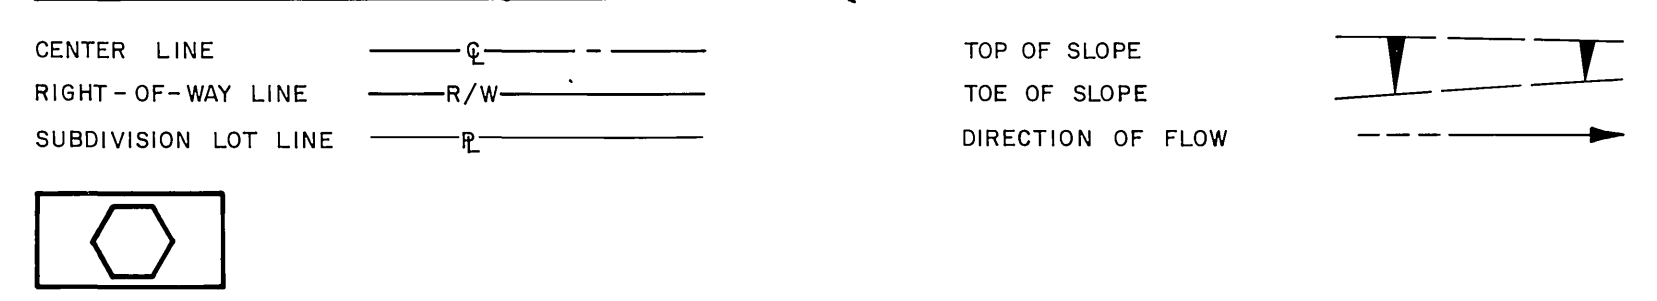 CENTER LINE ℄
RIGHT-OF-WAY LINE R/W
SUBDIVISION LOT LINE PL
TOP OF SLOPE
TOE OF SLOPE
DIRECTION OF FLOW